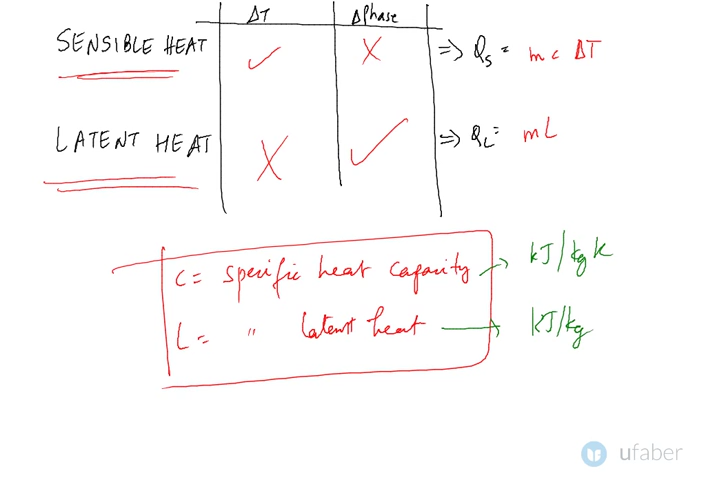 ΔT ΔPhase
SENSIBLE HEAT ✓ X => Qs = m c ΔT
LATENT HEAT X ✓ => QL = mL
C = specific heat capacity → kJ/kg K
L = " latent heat → kJ/kg
ufaber